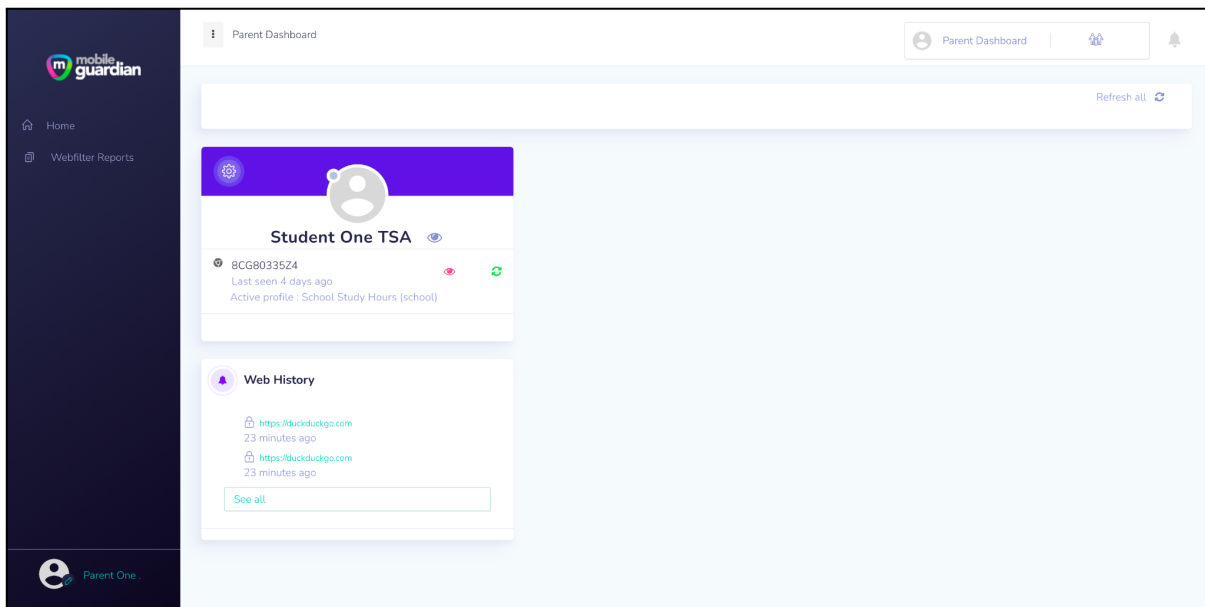 mobile
guardian
Home
Webfilter Reports
Parent One .
Parent Dashboard
Parent Dashboard
Refresh all
Student One TSA
8CG80335Z4
Last seen 4 days ago
Active profile : School Study Hours (school)
Web History
https://duckduckgo.com
23 minutes ago
https://duckduckgo.com
23 minutes ago
See all